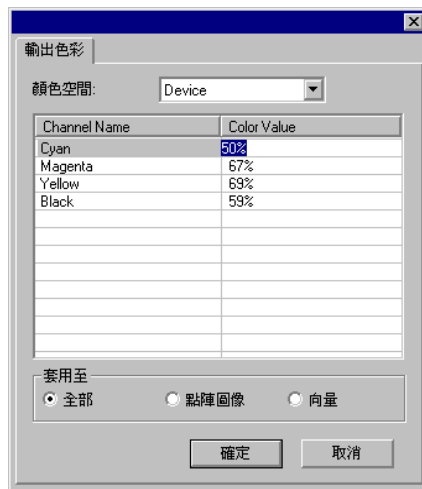 輸出色彩
顏色空間: Device
Channel Name Color Value
Cyan 50%
Magenta 67%
Yellow 69%
Black 59%
套用至
全部 點陣圖像 向量
確定 取消